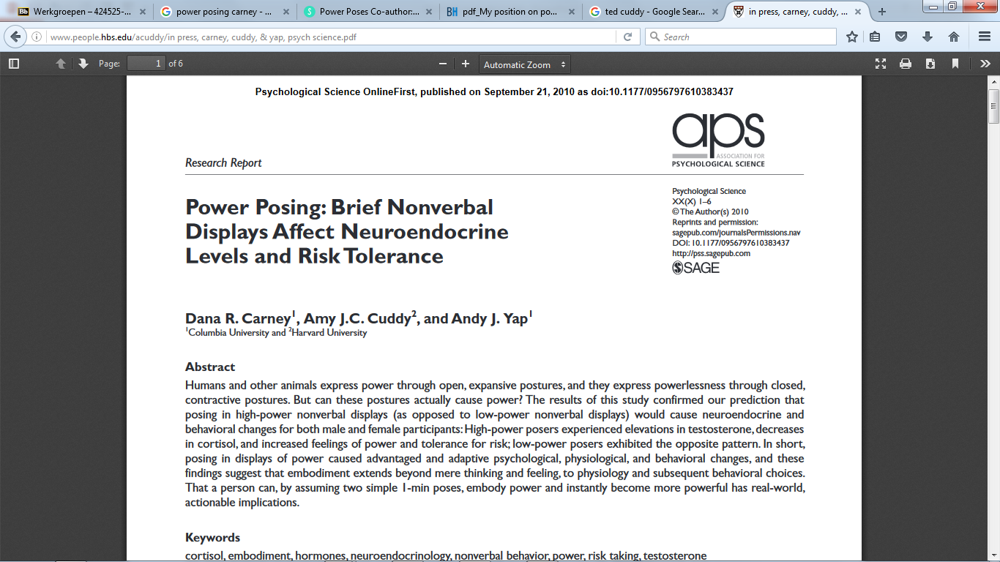 Bb Werkgroepen – 424525-...
G power posing carney - ...
S Power Poses Co-author:...
BH pdf_My position on po...
G ted cuddy - Google Sear...
in press, carney, cuddy, ...
www.people.hbs.edu/acuddy/in press, carney, cuddy, & yap, psych science.pdf
Search
Page: 1 of 6
Automatic Zoom
Psychological Science OnlineFirst, published on September 21, 2010 as doi:10.1177/0956797610383437
aps
ASSOCIATION FOR
PSYCHOLOGICAL SCIENCE
Research Report
Psychological Science
XX(X) 1–6
© The Author(s) 2010
Reprints and permission:
sagepub.com/journalsPermissions.nav
DOI: 10.1177/0956797610383437
http://pss.sagepub.com
SAGE
Power Posing: Brief Nonverbal
Displays Affect Neuroendocrine
Levels and Risk Tolerance
Dana R. Carney1, Amy J.C. Cuddy2, and Andy J. Yap1
1Columbia University and 2Harvard University
Abstract
Humans and other animals express power through open, expansive postures, and they express powerlessness through closed,
contractive postures. But can these postures actually cause power? The results of this study confirmed our prediction that
posing in high-power nonverbal displays (as opposed to low-power nonverbal displays) would cause neuroendocrine and
behavioral changes for both male and female participants: High-power posers experienced elevations in testosterone, decreases
in cortisol, and increased feelings of power and tolerance for risk; low-power posers exhibited the opposite pattern. In short,
posing in displays of power caused advantaged and adaptive psychological, physiological, and behavioral changes, and these
findings suggest that embodiment extends beyond mere thinking and feeling, to physiology and subsequent behavioral choices.
That a person can, by assuming two simple 1-min poses, embody power and instantly become more powerful has real-world,
actionable implications.
Keywords
cortisol, embodiment, hormones, neuroendocrinology, nonverbal behavior, power, risk taking, testosterone